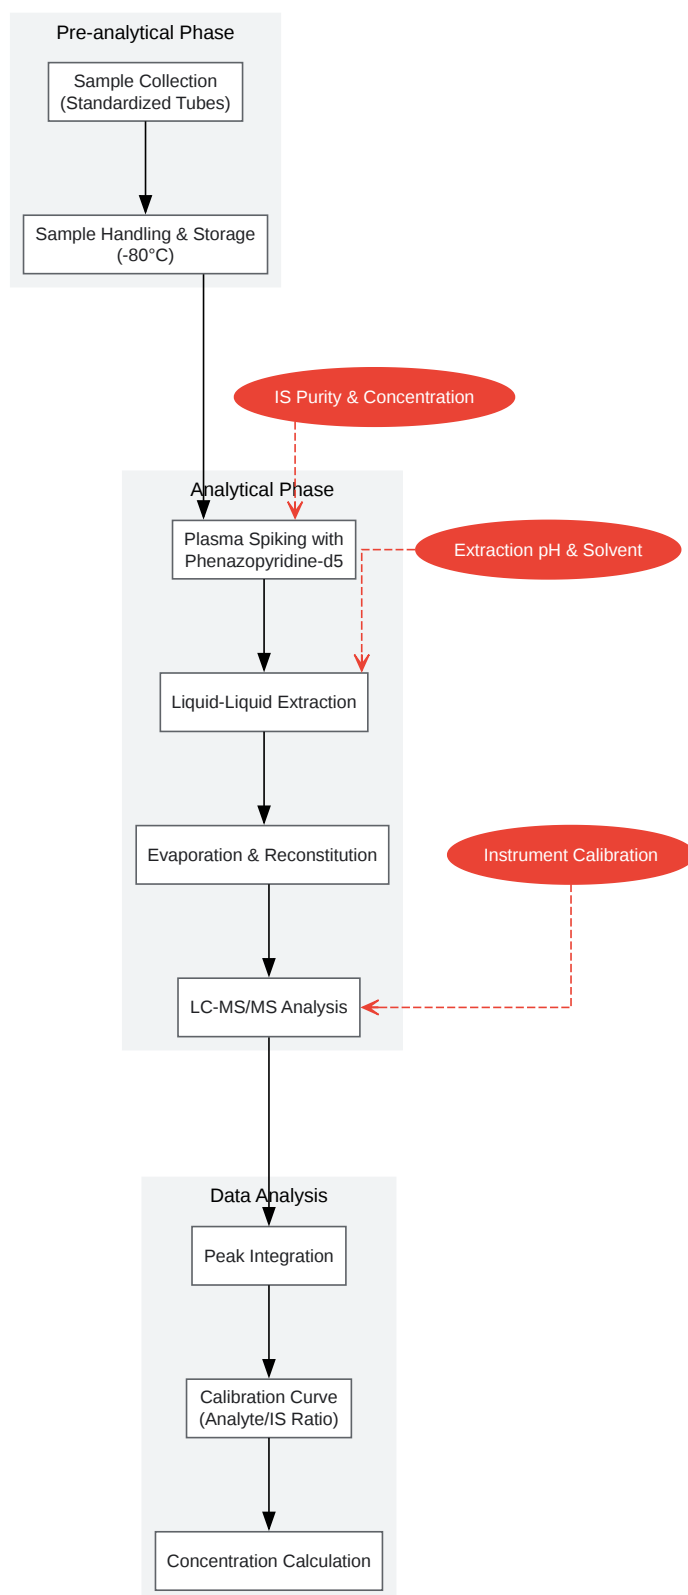 Pre-analytical Phase
Sample Collection
(Standardized Tubes)
Sample Handling & Storage
(-80°C)
IS Purity & Concentration
Analytical Phase
Plasma Spiking with
Phenazopyridine-d5
Extraction pH & Solvent
Liquid-Liquid Extraction
Evaporation & Reconstitution
Instrument Calibration
LC-MS/MS Analysis
Data Analysis
Peak Integration
Calibration Curve
(Analyte/IS Ratio)
Concentration Calculation